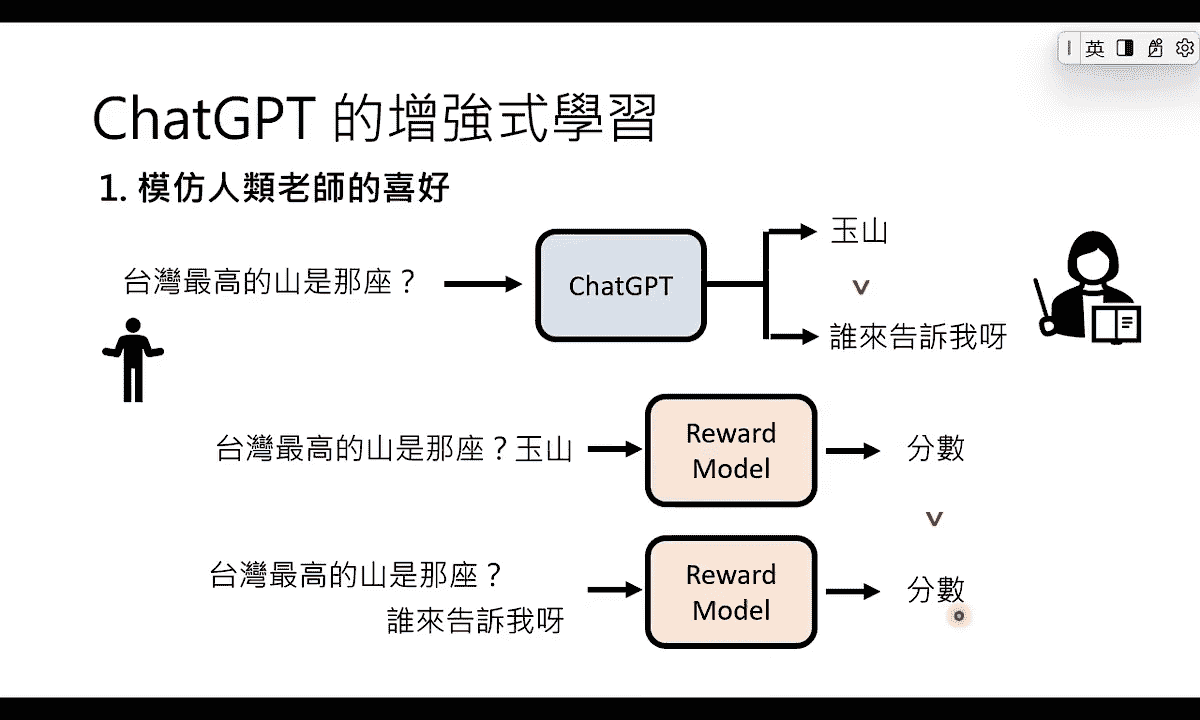 英
ChatGPT 的增強式學習
1. 模仿人類老師的喜好
台灣最高的山是那座？
ChatGPT
玉山
>
誰來告訴我呀
台灣最高的山是那座？玉山
Reward
Model
分數
>
台灣最高的山是那座？
誰來告訴我呀
Reward
Model
分數